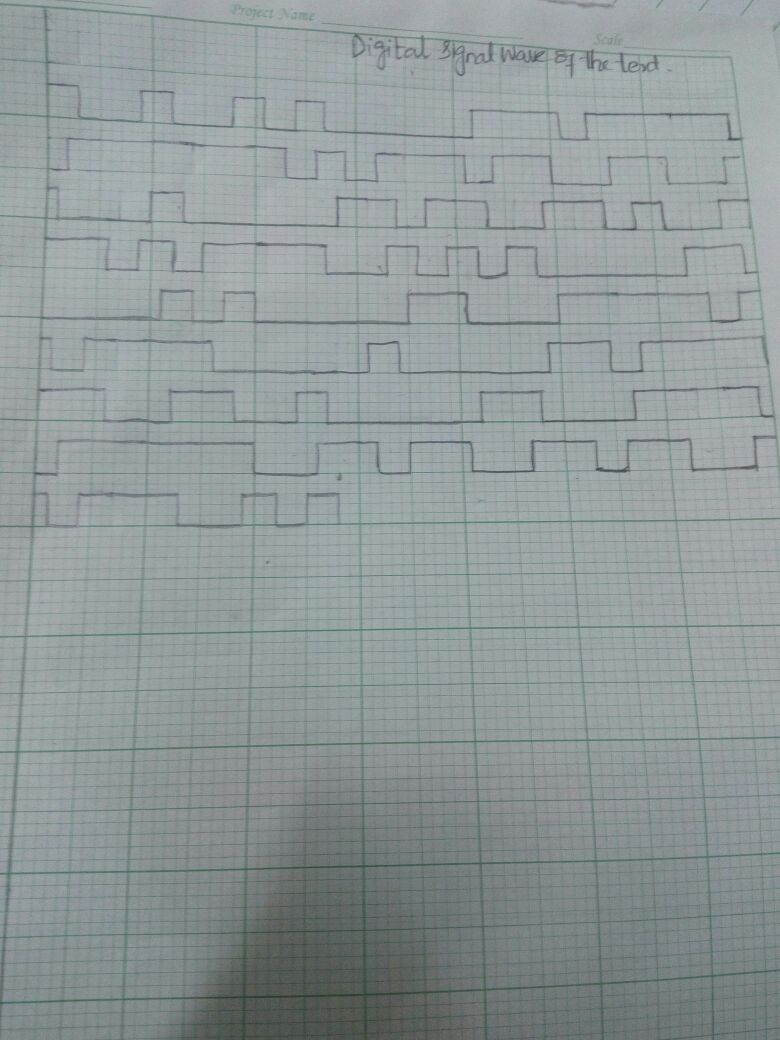 Project Name
Scale
Digital Signal wave of the text.